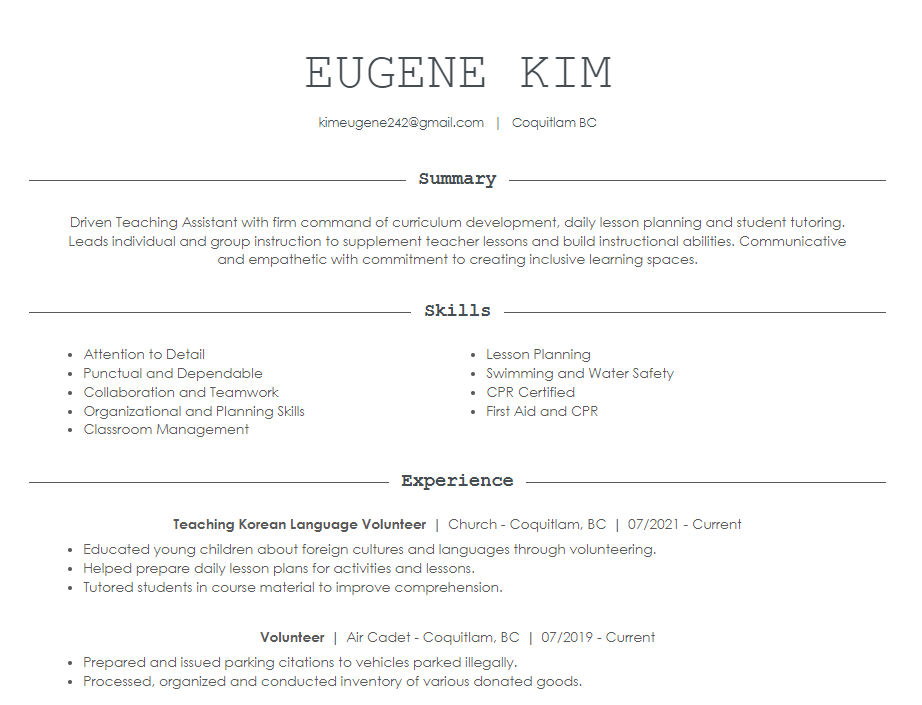 EUGENE KIM
kimeugene242@gmail.com | Coquitlam BC
Summary
Driven Teaching Assistant with firm command of curriculum development, daily lesson planning and student tutoring.
Leads individual and group instruction to supplement teacher lessons and build instructional abilities. Communicative
and empathetic with commitment to creating inclusive learning spaces.
Skills
• Attention to Detail
• Punctual and Dependable
• Collaboration and Teamwork
• Organizational and Planning Skills
• Classroom Management
• Lesson Planning
• Swimming and Water Safety
• CPR Certified
• First Aid and CPR
Experience
Teaching Korean Language Volunteer | Church - Coquitlam, BC | 07/2021 - Current
• Educated young children about foreign cultures and languages through volunteering.
• Helped prepare daily lesson plans for activities and lessons.
• Tutored students in course material to improve comprehension.
Volunteer | Air Cadet - Coquitlam, BC | 07/2019 - Current
• Prepared and issued parking citations to vehicles parked illegally.
• Processed, organized and conducted inventory of various donated goods.